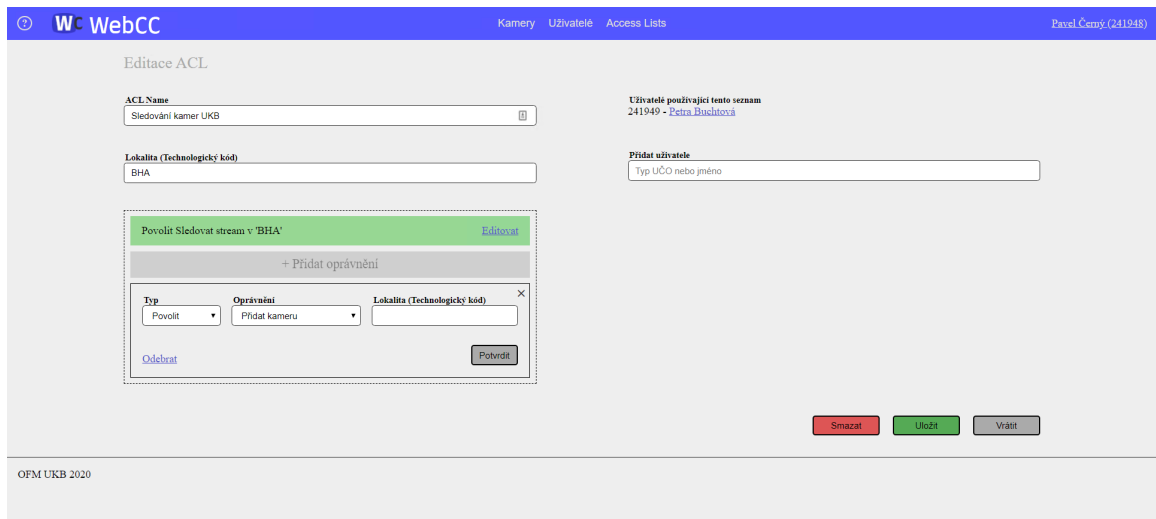 ? WC WebCC Kamery Uživatelé Access Lists Pavel Černý (241948)
Editace ACL
ACL Name
Sledování kamer UKB
Uživatelé používající tento seznam
241949 - Petra Buchtová
Lokalita (Technologický kód)
BHA
Přidat uživatele
Typ UČO nebo jméno
Povolit Sledovat stream v 'BHA' Editovat
+ Přidat oprávnění
Typ Oprávnění Lokalita (Technologický kód)
Povolit Přidat kameru
Odebrat Potvrdit
Smazat Uložit Vrátit
OFM UKB 2020